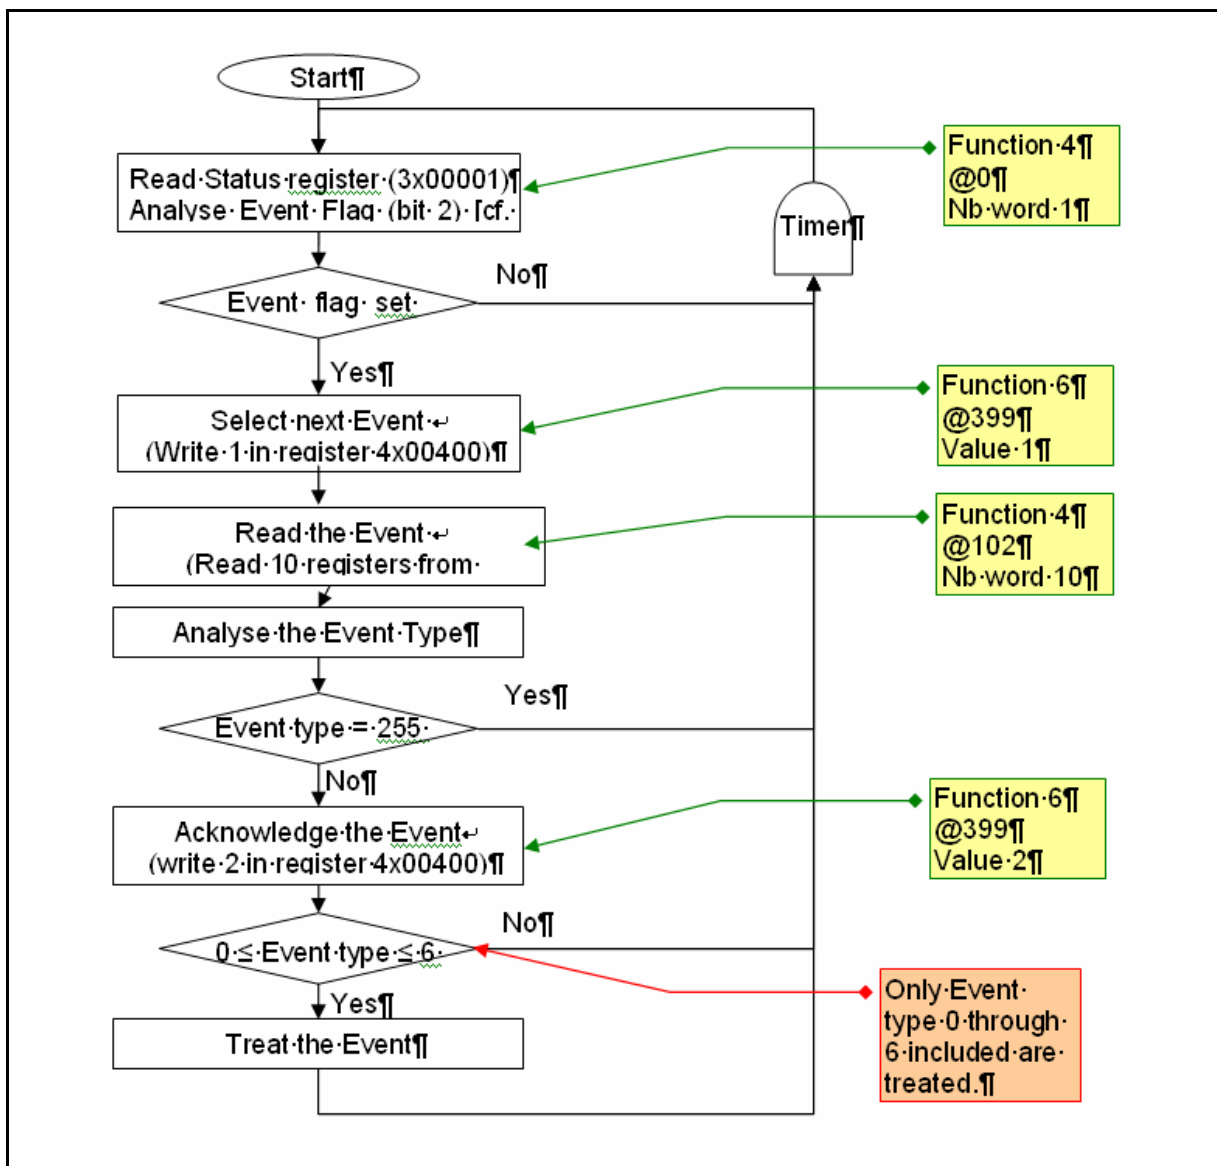 Start¶
Read·Status·register·(3x00001)¶
Analyse·Event·Flag·(bit·2)·[cf.·
Function·4¶
@0¶
Nb·word·1¶
Timer¶
Event·flag·set·
No¶
Yes¶
Select·next·Event·↵
(Write·1·in·register·4x00400)¶
Function·6¶
@399¶
Value·1¶
Read·the·Event·↵
(Read·10·registers·from·
Function·4¶
@102¶
Nb·word·10¶
Analyse·the·Event·Type¶
Event·type·=·255·
Yes¶
No¶
Acknowledge·the·Event↵
(write·2·in·register·4x00400)¶
Function·6¶
@399¶
Value·2¶
0·≤·Event·type·≤·6·
No¶
Yes¶
Only·Event·
type·0·through·
6·included·are·
treated.¶
Treat·the·Event¶